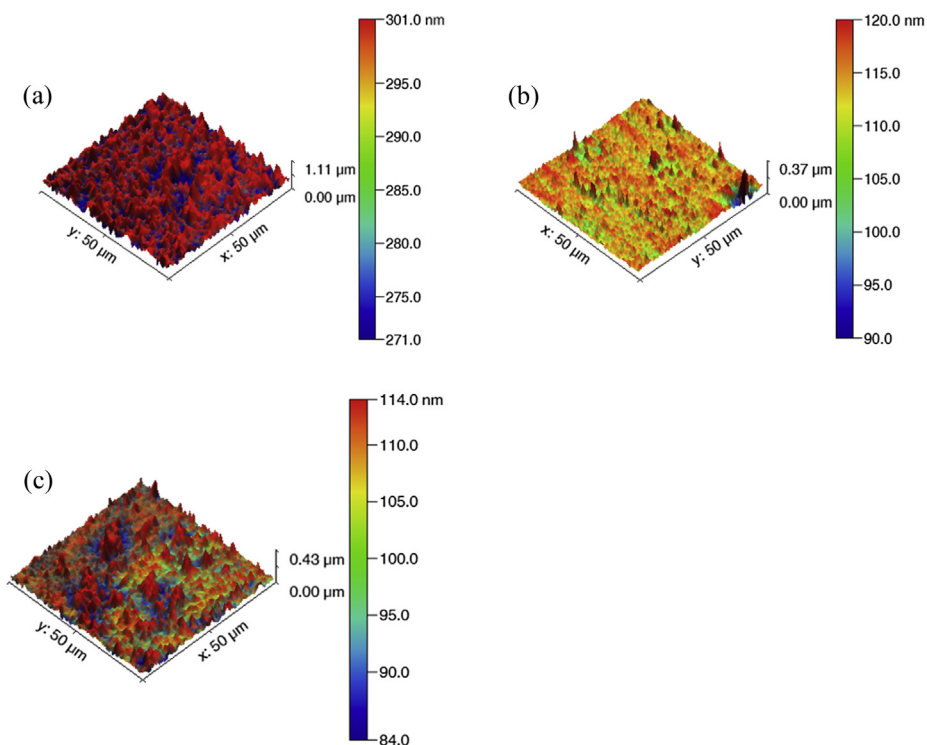 (a)
301.0 nm
295.0
290.0
285.0
280.0
275.0
271.0
1.11 µm
0.00 µm
y: 50 µm
x: 50 µm
(b)
120.0 nm
115.0
110.0
105.0
100.0
95.0
90.0
0.37 µm
0.00 µm
x: 50 µm
y: 50 µm
(c)
114.0 nm
110.0
105.0
100.0
95.0
90.0
84.0
0.43 µm
0.00 µm
y: 50 µm
x: 50 µm